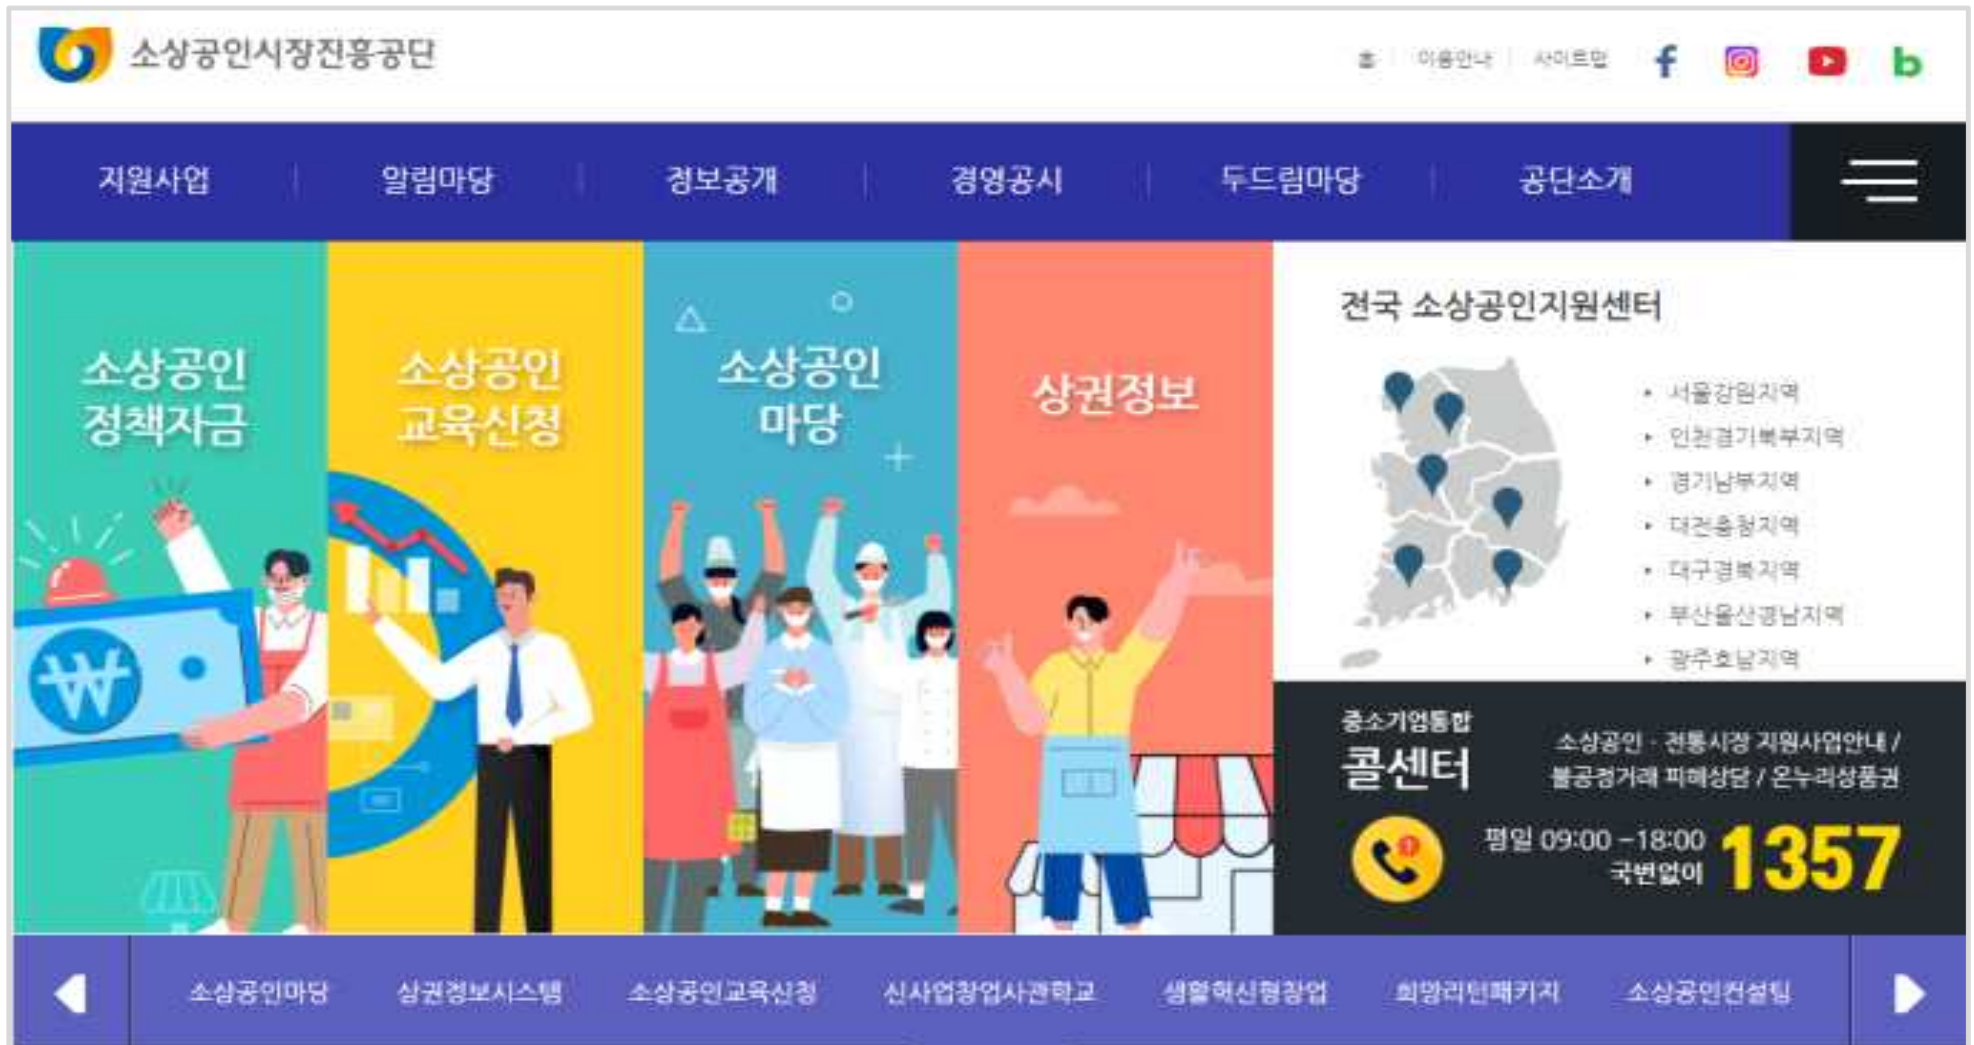 소상공인시장진흥공단
홈 이용안내 사이트맵
지원사업 알림마당 정보공개 경영공시 두드림마당 공단소개
소상공인
정책자금
소상공인
교육신청
소상공인
마당
상권정보
전국 소상공인지원센터
서울강원지역
인천경기북부지역
경기남부지역
대전충청지역
대구경북지역
부산울산경남지역
광주호남지역
중소기업통합
콜센터
소상공인 · 전통시장 지원사업안내 /
불공정거래 피해상담 / 온누리상품권
평일 09:00 ~18:00
국번없이
1357
소상공인마당 상권정보시스템 소상공인교육신청 신사업창업사관학교 생활혁신형창업 희망리턴패키지 소상공인컨설팅